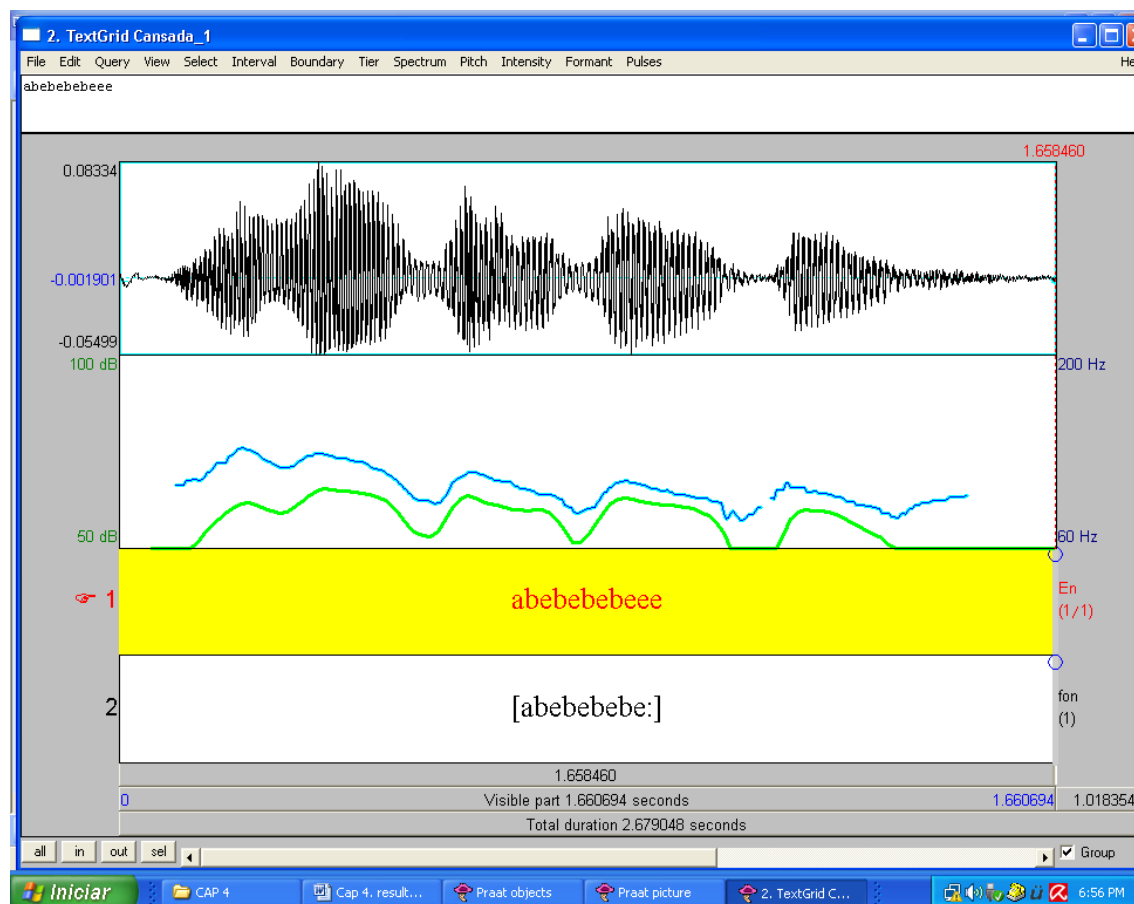 2. TextGrid Cansada_1
File Edit Query View Select Interval Boundary Tier Spectrum Pitch Intensity Formant Pulses He
abebebebeee
1.658460
0.08334
-0.001901
-0.05499
100 dB 200 Hz
50 dB 60 Hz
1 abebebebeee En
(1/1)
2 [abebebebe:] fon
(1)
1.658460
0 Visible part 1.660694 seconds 1.660694 1.018354
Total duration 2.679048 seconds
all in out sel Group
Iniciar CAP 4 Cap 4. result... Praat objects Praat picture 2. TextGrid C... 6:56 PM